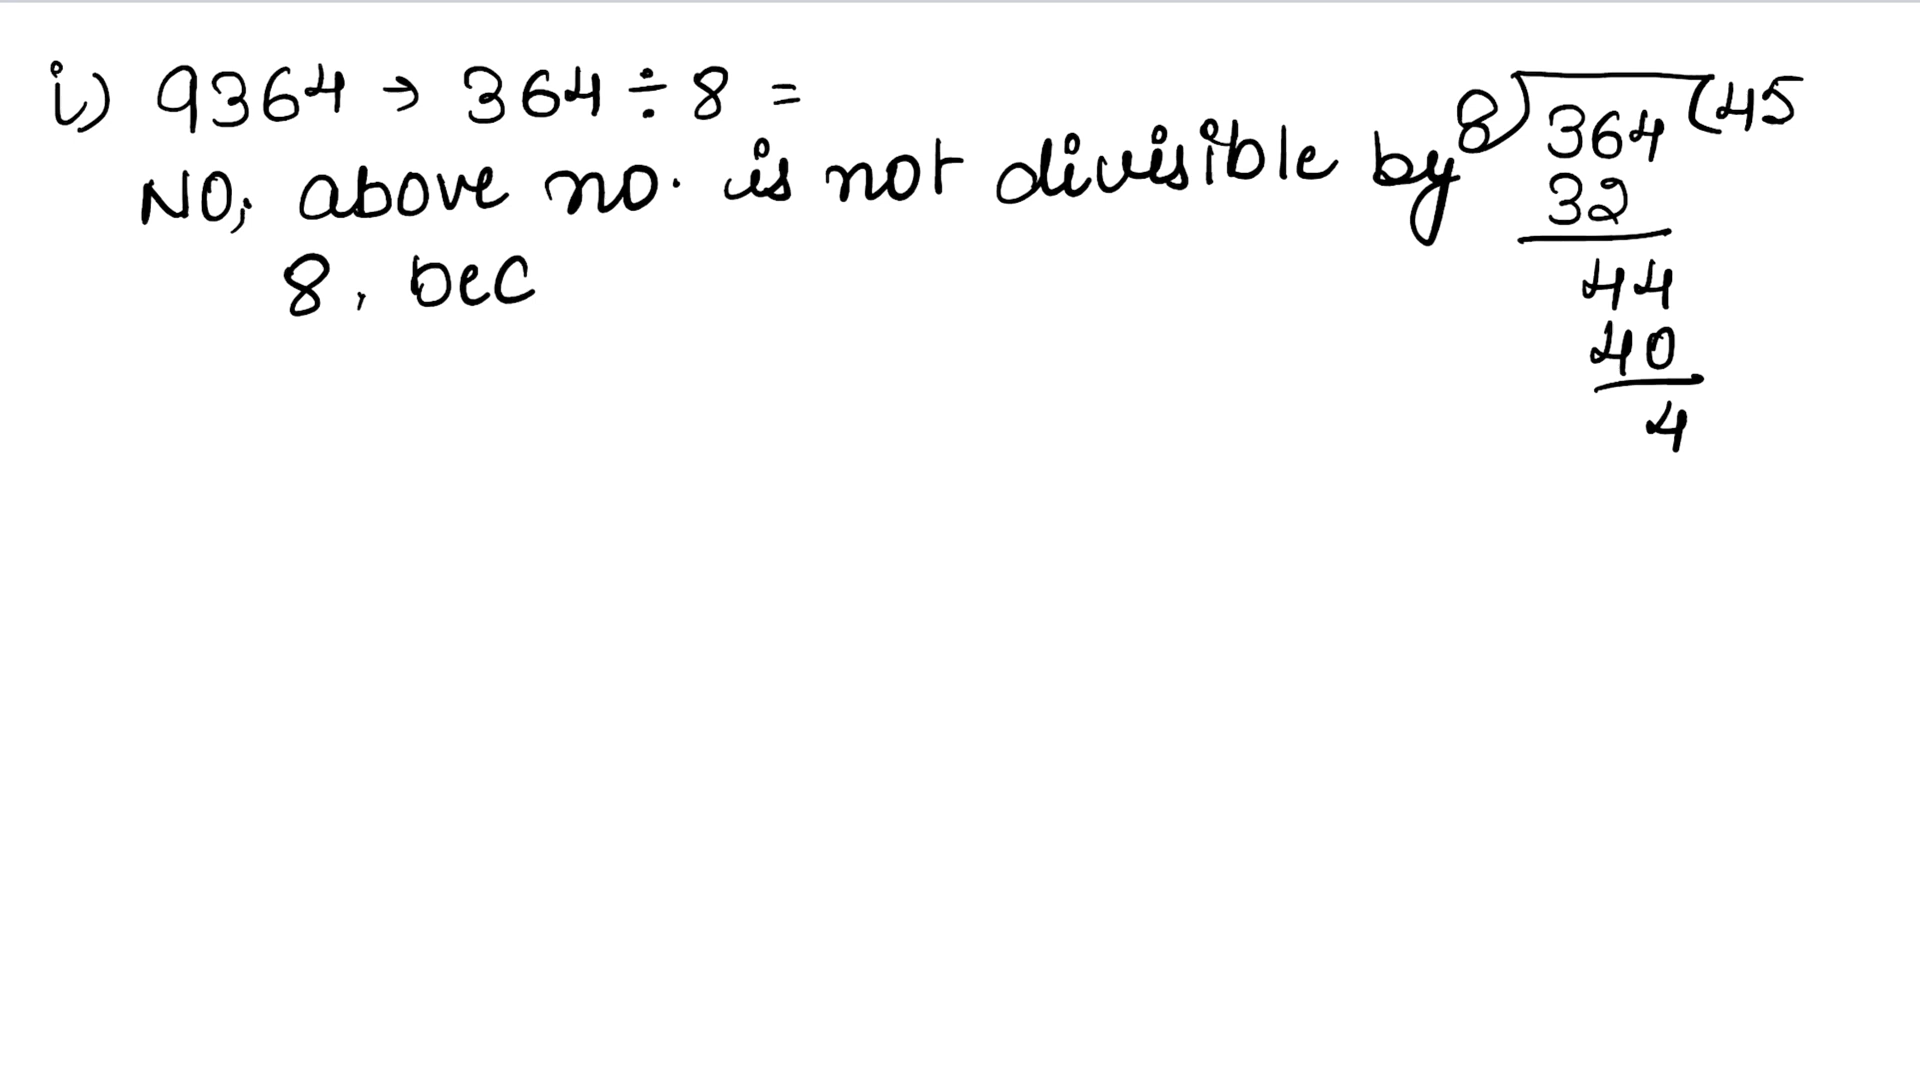 i) 9364 → 364 ÷ 8 =
NO, above no. is not divisible by
8, bec
8)364(45
32
44
40
4